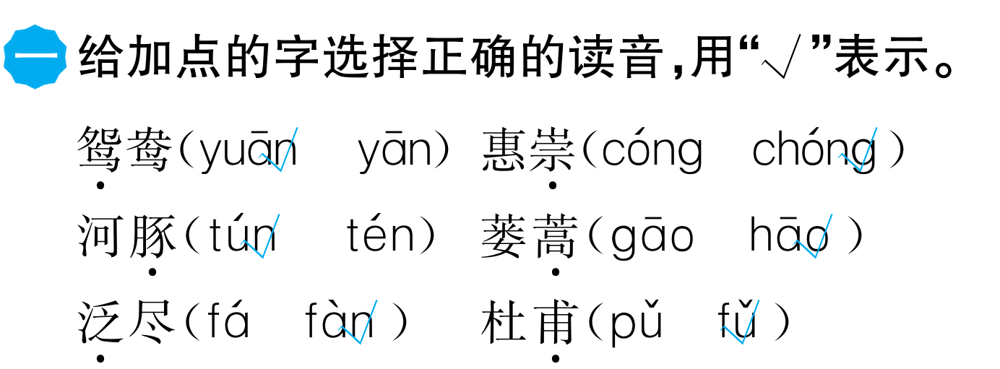 一 给加点的字选择正确的读音,用“√”表示。
鸳鸯(yuān√ yān) 惠崇(cóng chóng√)
河豚(tún√ tén) 蒌蒿(gāo hāo√)
泛尽(fá fàn√) 杜甫(pǔ fǔ√)